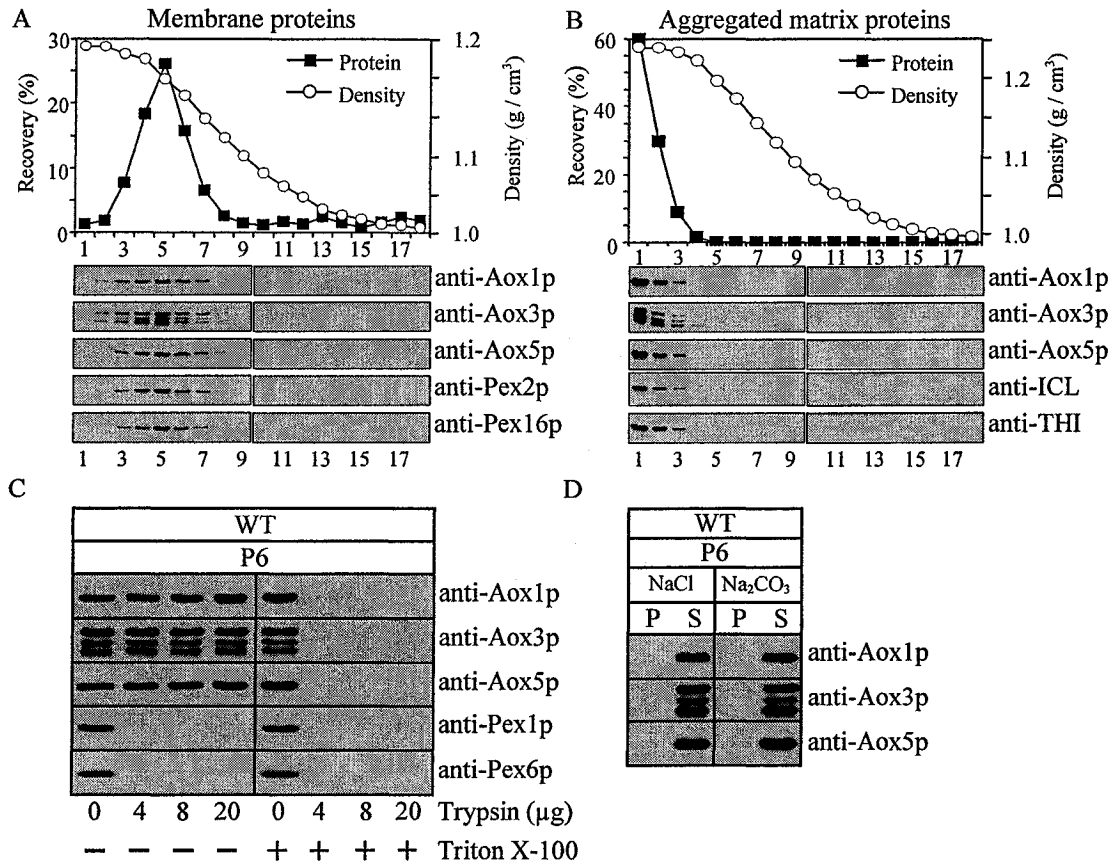 A Membrane proteins
30
20
10
0
Recovery (%)
1.2
1.1
1.0
Density (g / cm³)
Protein
Density
1 3 5 7 9 11 13 15 17
anti-Aox1p
anti-Aox3p
anti-Aox5p
anti-Pex2p
anti-Pex16p
1 3 5 7 9 11 13 15 17
B Aggregated matrix proteins
60
40
20
0
Recovery (%)
1.2
1.1
1.0
Density (g / cm³)
Protein
Density
1 3 5 7 9 11 13 15 17
anti-Aox1p
anti-Aox3p
anti-Aox5p
anti-ICL
anti-THI
1 3 5 7 9 11 13 15 17
C
WT
P6
anti-Aox1p
anti-Aox3p
anti-Aox5p
anti-Pex1p
anti-Pex6p
0 4 8 20 0 4 8 20 Trypsin (µg)
− − − − + + + + Triton X-100
D
WT
P6
NaCl Na₂CO₃
P S P S
anti-Aox1p
anti-Aox3p
anti-Aox5p